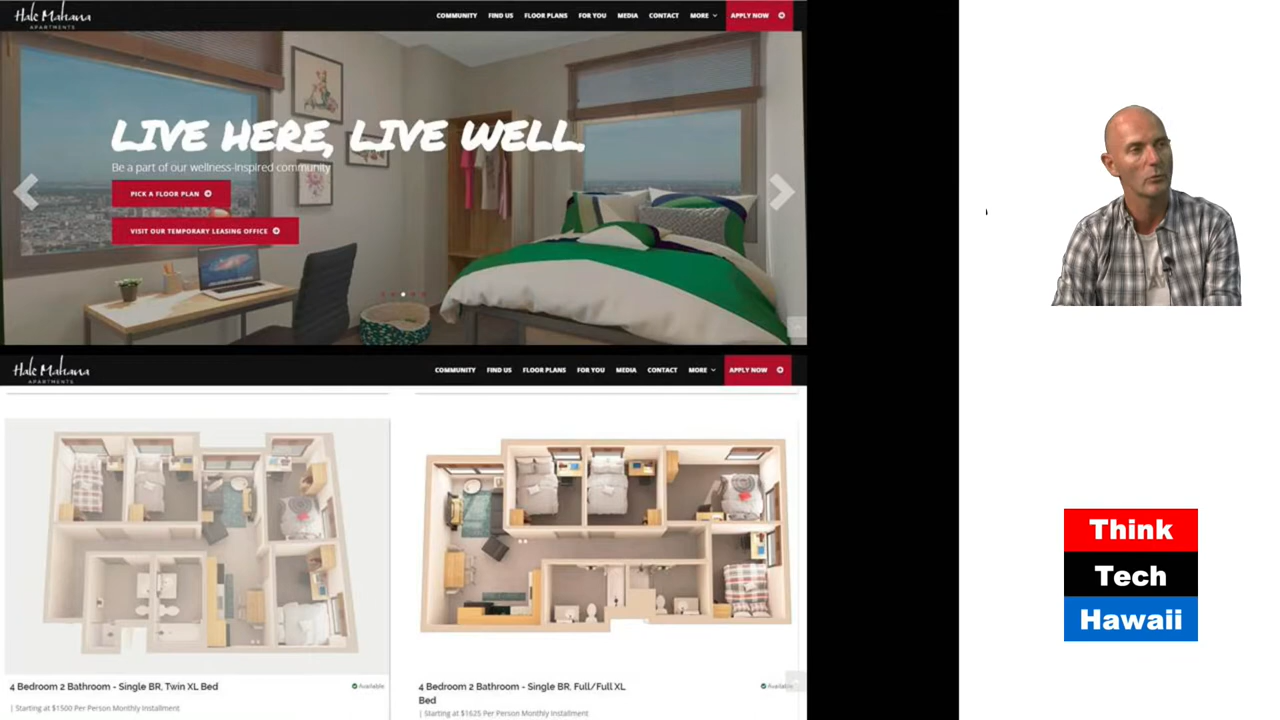 Hale Mahana
APARTMENTS
COMMUNITY FIND US FLOOR PLANS FOR YOU MEDIA CONTACT MORE APPLY NOW
LIVE HERE, LIVE WELL.
Be a part of our wellness-inspired community
PICK A FLOOR PLAN
VISIT OUR TEMPORARY LEASING OFFICE
Hale Mahana
APARTMENTS
COMMUNITY FIND US FLOOR PLANS FOR YOU MEDIA CONTACT MORE APPLY NOW
4 Bedroom 2 Bathroom - Single BR, Twin XL Bed
Available
| Starting at $1500 Per Person Monthly Installment
4 Bedroom 2 Bathroom - Single BR, Full/Full XL
Bed
Available
| Starting at $1625 Per Person Monthly Installment
Think
Tech
Hawaii